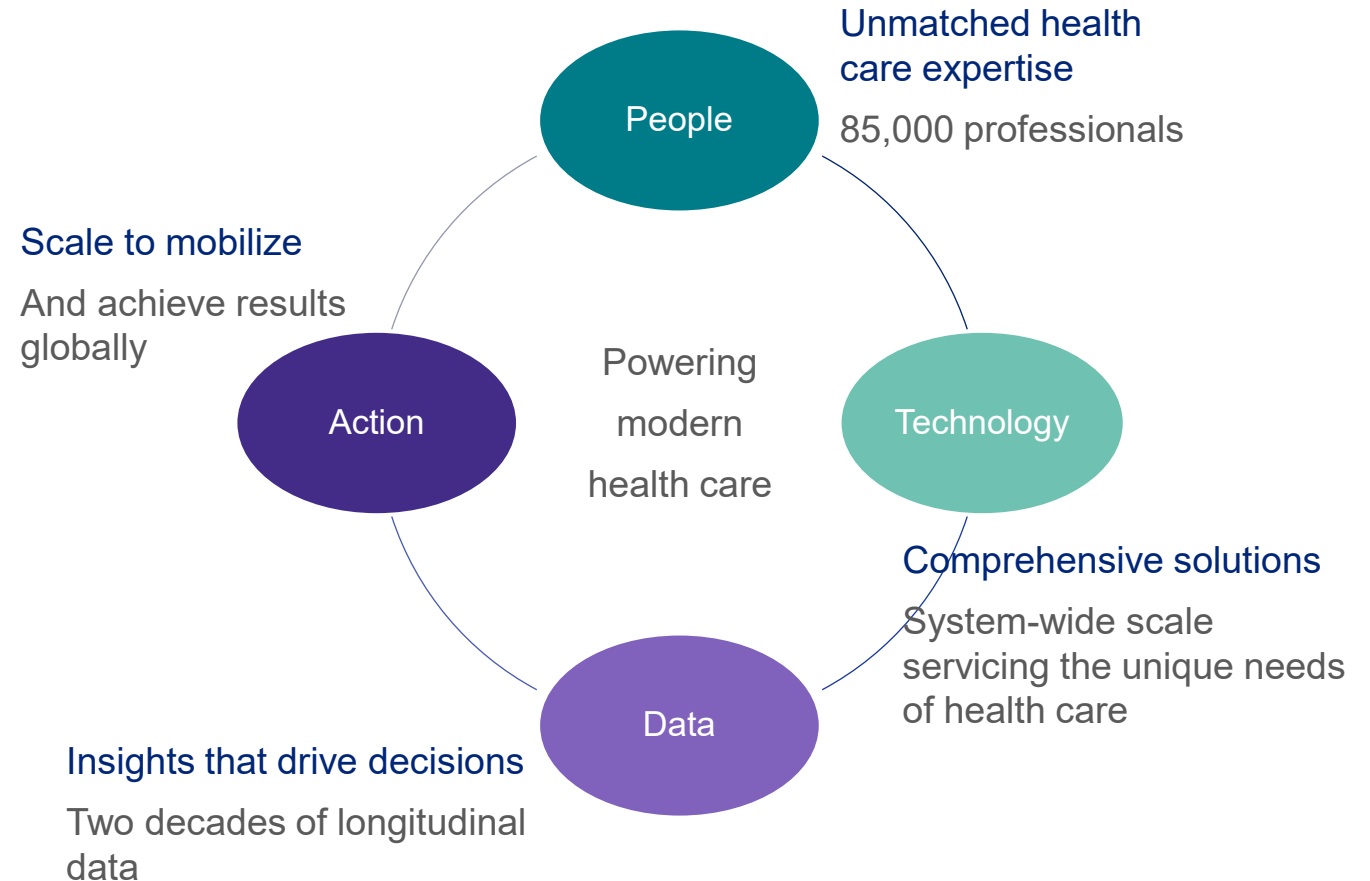 Unmatched health
care expertise
85,000 professionals
People
Scale to mobilize
And achieve results
globally
Action
Powering
modern
health care
Technology
Comprehensive solutions
System-wide scale
servicing the unique needs
of health care
Data
Insights that drive decisions
Two decades of longitudinal
data